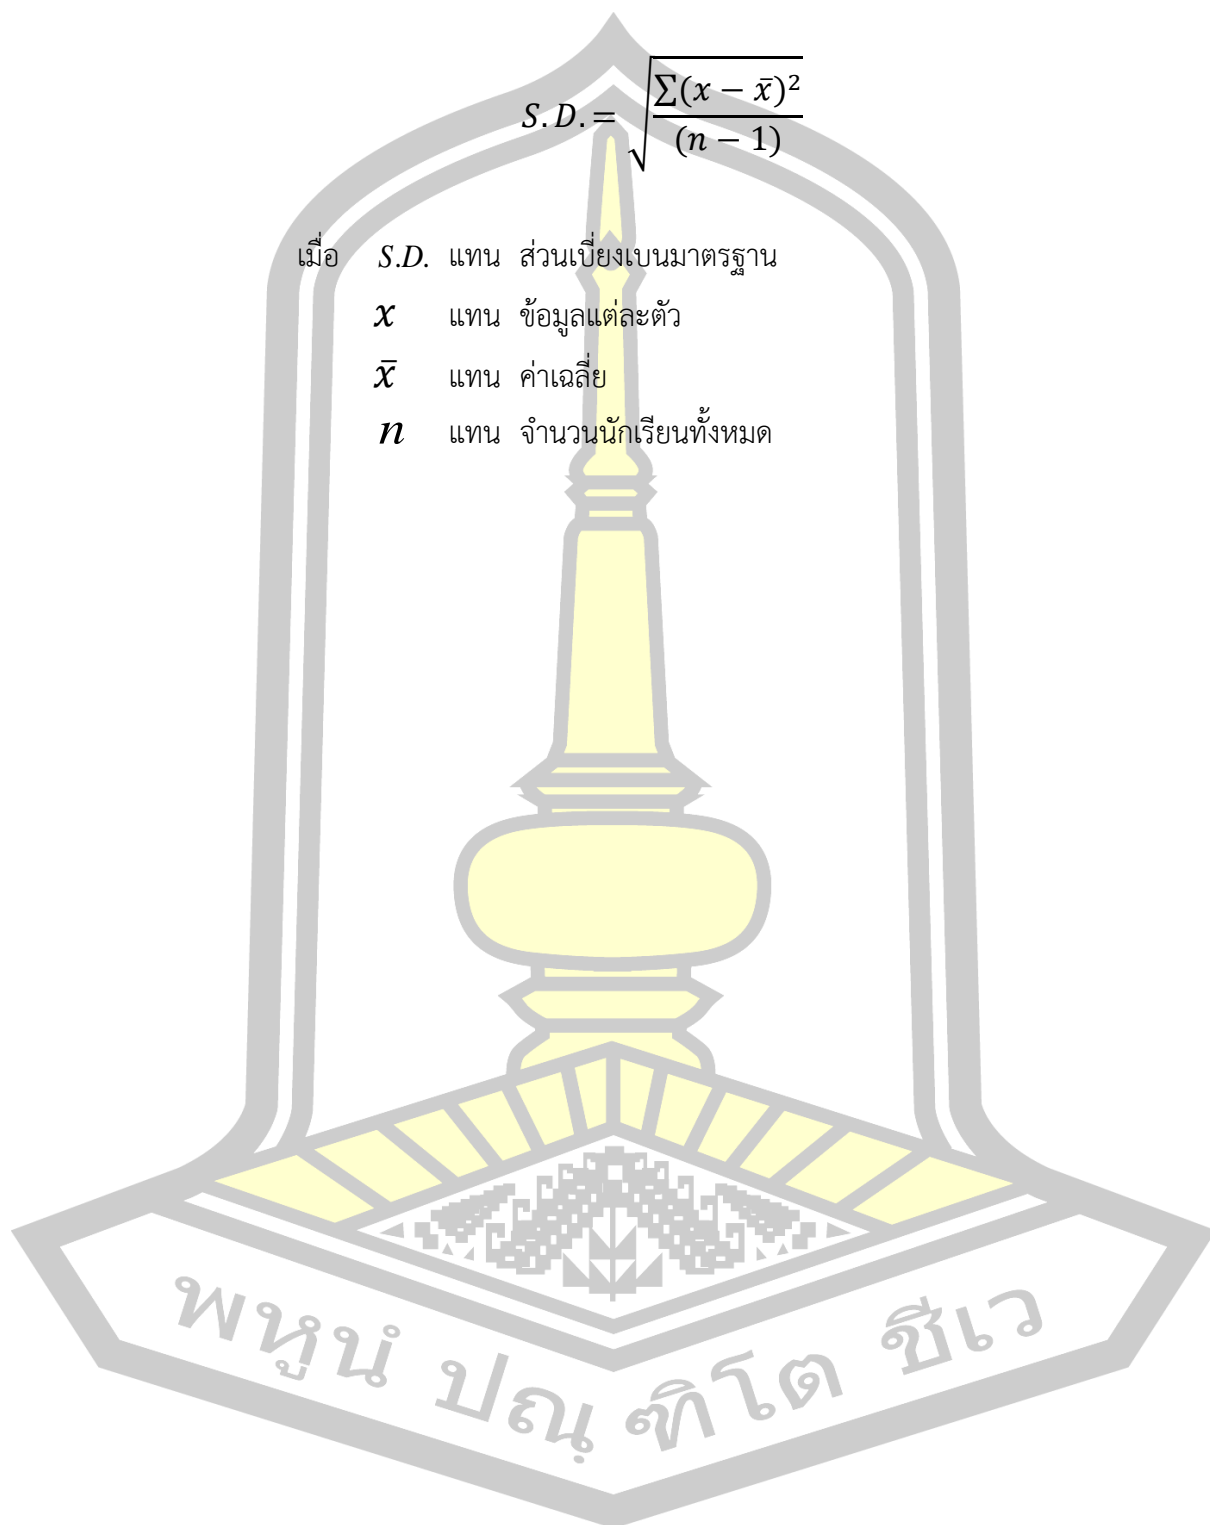 S.D. = √(∑(x − x̄)² / (n − 1))
เมื่อ S.D. แทน ส่วนเบี่ยงเบนมาตรฐาน
x แทน ข้อมูลแต่ละตัว
x̄ แทน ค่าเฉลี่ย
n แทน จำนวนนักเรียนทั้งหมด
พหูนํ ปณฺฑิโต ชีเว